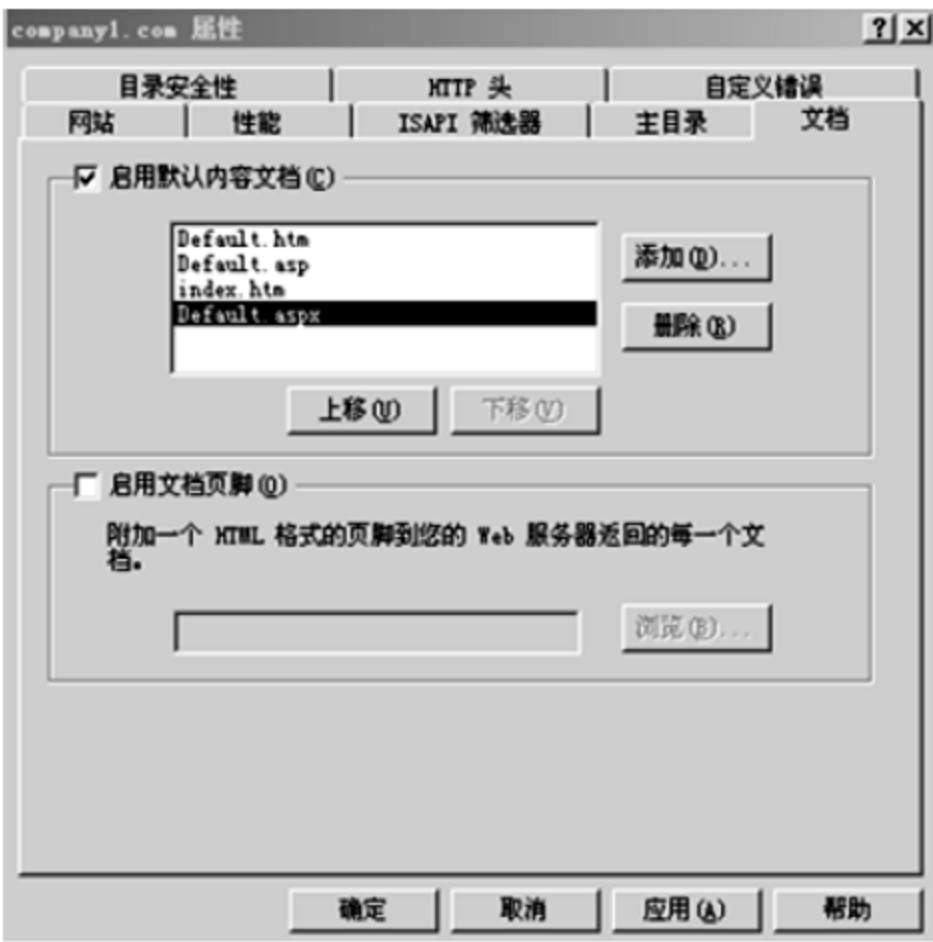 company1.com 属性
目录安全性 HTTP 头 自定义错误
网站 性能 ISAPI 筛选器 主目录 文档
启用默认内容文档(C)
Default.htm
Default.asp
index.htm
Default.aspx
添加(D)...
删除(R)
上移(U) 下移(V)
启用文档页脚(O)
附加一个 HTML 格式的页脚到您的 Web 服务器返回的每一个文
档。
浏览(B)...
确定 取消 应用(A) 帮助